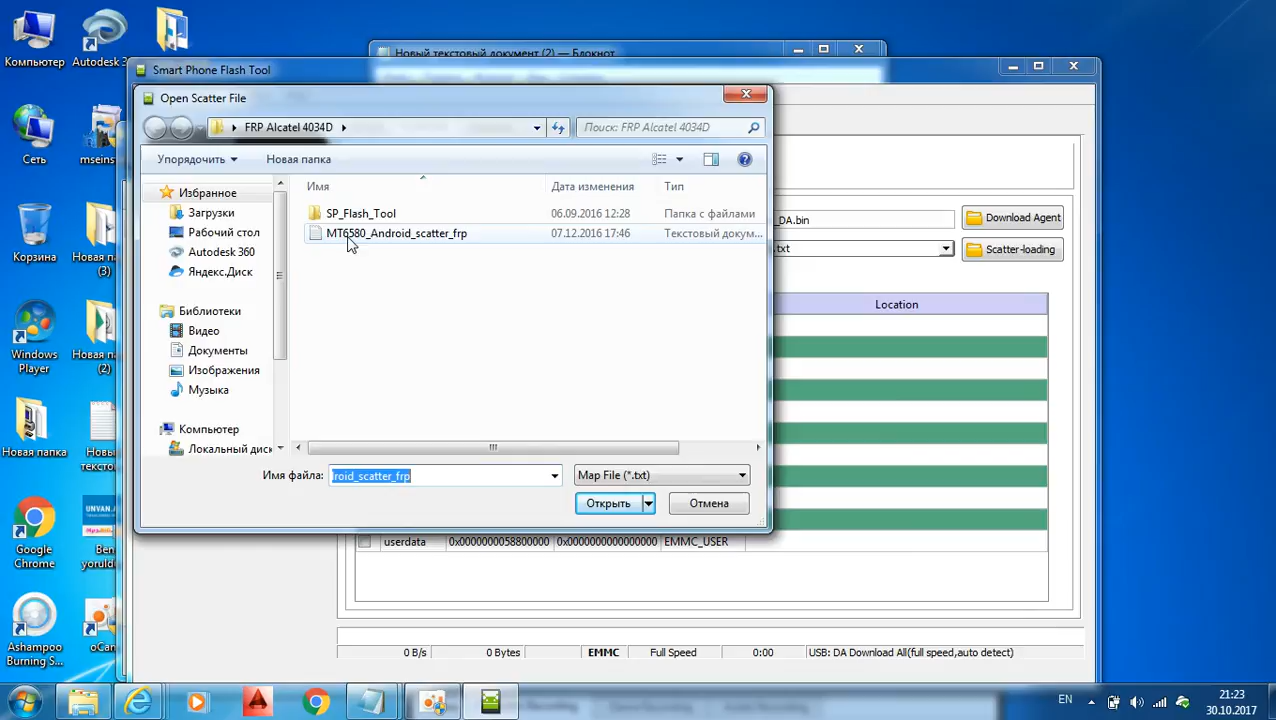 Компьютер
Autodesk 3
Сеть
mseins
Корзина
Новая п
(3)
Windows
Player
Новая п
(2)
Новая папка
Новый
тексто
Google
Chrome
UNVAN.
Ben
yoruld
Ashampoo
Burning S...
oCan
Новый текстовый документ (2) — Блокнот
Smart Phone Flash Tool
Open Scatter File
FRP Alcatel 4034D
Поиск: FRP Alcatel 4034D
Упорядочить
Новая папка
Избранное
Загрузки
Рабочий стол
Autodesk 360
Яндекс.Диск
Библиотеки
Видео
Документы
Изображения
Музыка
Компьютер
Локальный диск
Имя
Дата изменения
Тип
SP_Flash_Tool
06.09.2016 12:28
Папка с файлами
MT6580_Android_scatter_frp
07.12.2016 17:46
Текстовый докум...
Имя файла:
roid_scatter_frp
Map File (*.txt)
Открыть
Отмена
_DA.bin
Download Agent
.txt
Scatter-loading
Location
userdata
0x0000000058800000
0x0000000000000000
EMMC_USER
0 B/s
0 Bytes
EMMC
Full Speed
0:00
USB: DA Download All(full speed,auto detect)
EN
21:23
30.10.2017